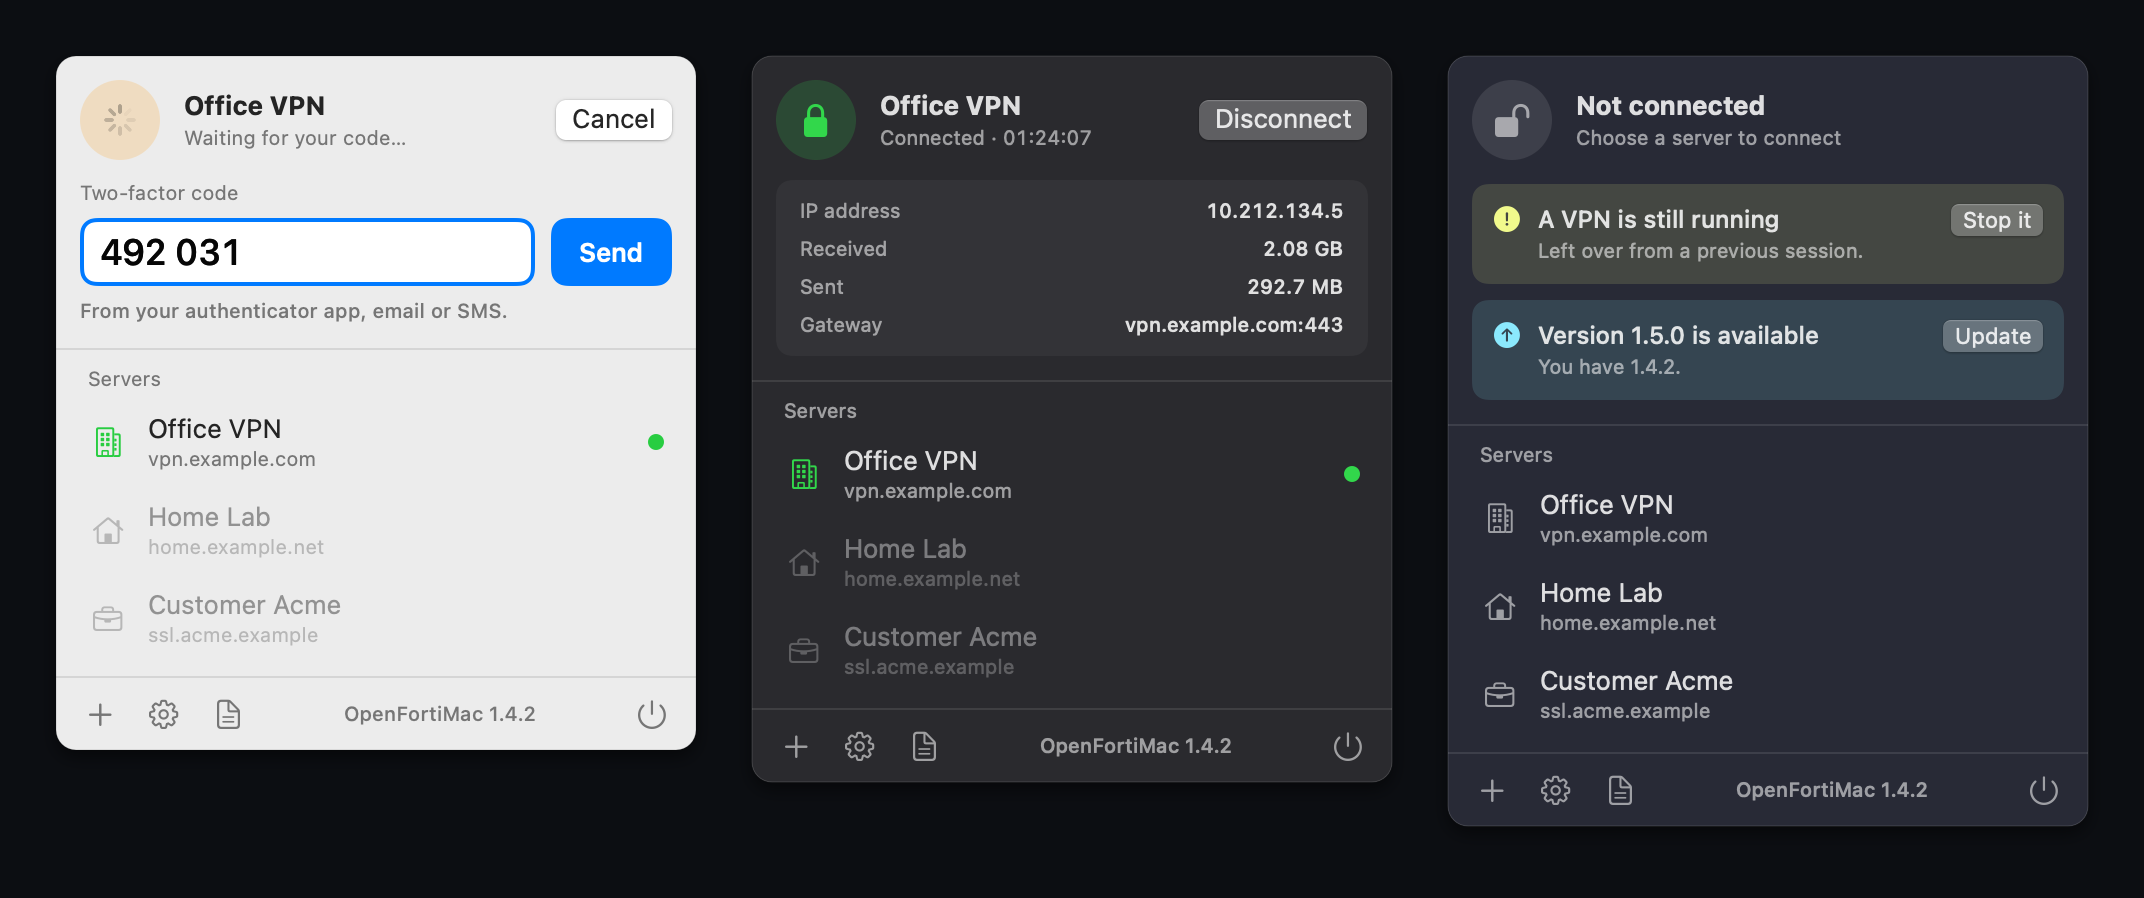 Office VPN
Waiting for your code...
Cancel
Two-factor code
492 031
Send
From your authenticator app, email or SMS.
Servers
Office VPN
vpn.example.com
Home Lab
home.example.net
Customer Acme
ssl.acme.example
OpenFortiMac 1.4.2
Office VPN
Connected · 01:24:07
Disconnect
IP address 10.212.134.5
Received 2.08 GB
Sent 292.7 MB
Gateway vpn.example.com:443
Servers
Office VPN
vpn.example.com
Home Lab
home.example.net
Customer Acme
ssl.acme.example
OpenFortiMac 1.4.2
Not connected
Choose a server to connect
A VPN is still running
Left over from a previous session.
Stop it
Version 1.5.0 is available
You have 1.4.2.
Update
Servers
Office VPN
vpn.example.com
Home Lab
home.example.net
Customer Acme
ssl.acme.example
OpenFortiMac 1.4.2